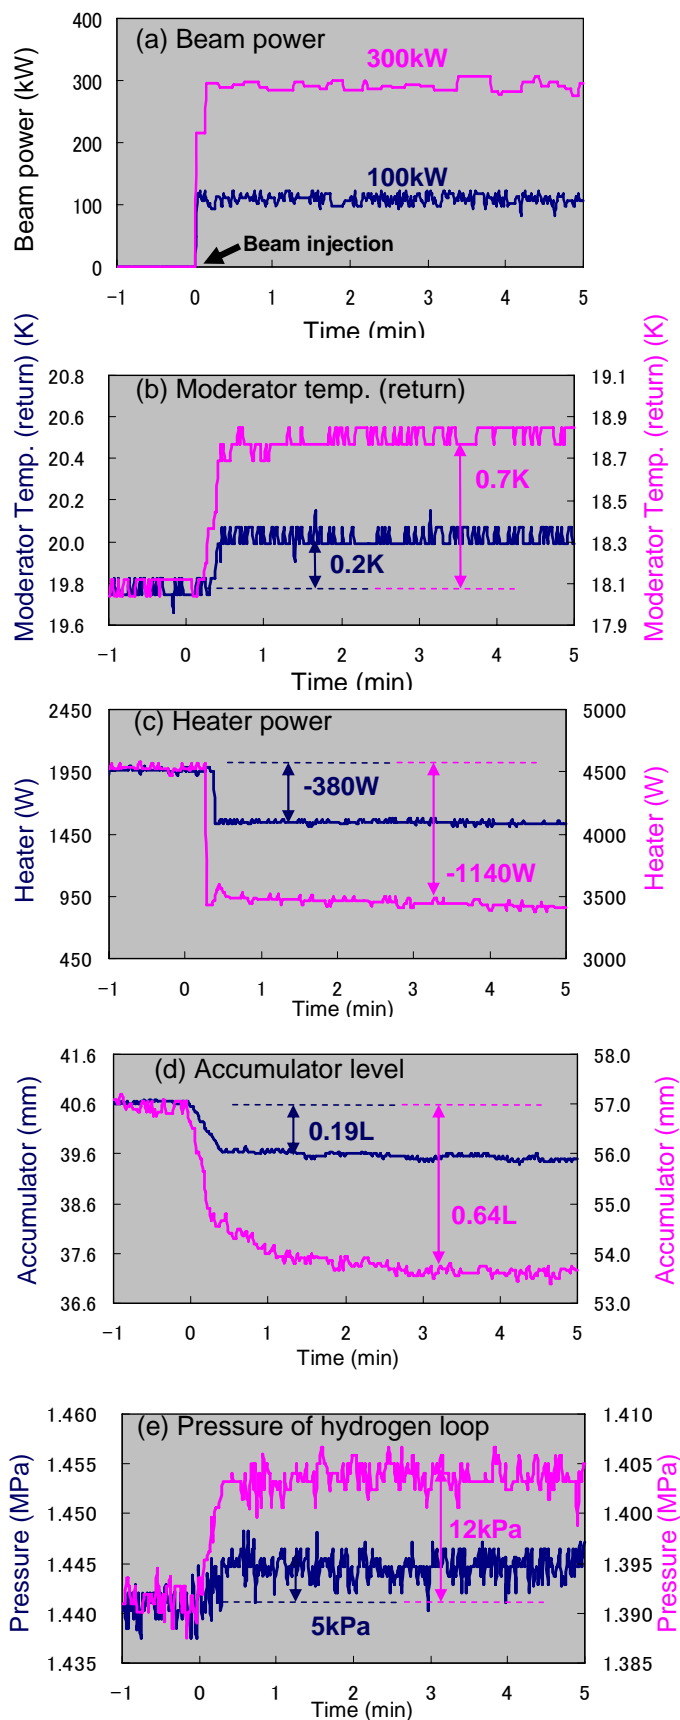 (a) Beam power
300kW
100kW
Beam injection
Beam power (kW)
400
300
200
100
0
−1 0 1 2 3 4 5
Time (min)
(b) Moderator temp. (return)
Moderator Temp. (return) (K)
Moderator Temp. (return) (K)
20.8 19.1
20.6 18.9
20.4 18.7
20.2 18.5
20.0 18.3
19.8 18.1
19.6 17.9
0.7K
0.2K
−1 0 1 2 3 4 5
Time (min)
(c) Heater power
Heater (W)
Heater (W)
2450 5000
1950 4500
1450 4000
950 3500
450 3000
-380W
-1140W
−1 0 1 2 3 4 5
Time (min)
(d) Accumulator level
Accumulator (mm)
Accumulator (mm)
41.6 58.0
40.6 57.0
39.6 56.0
38.6 55.0
37.6 54.0
36.6 53.0
0.19L
0.64L
−1 0 1 2 3 4 5
Time (min)
(e) Pressure of hydrogen loop
Pressure (MPa)
Pressure (MPa)
1.460 1.410
1.455 1.405
1.450 1.400
1.445 1.395
1.440 1.390
1.435 1.385
12kPa
5kPa
−1 0 1 2 3 4 5
Time (min)